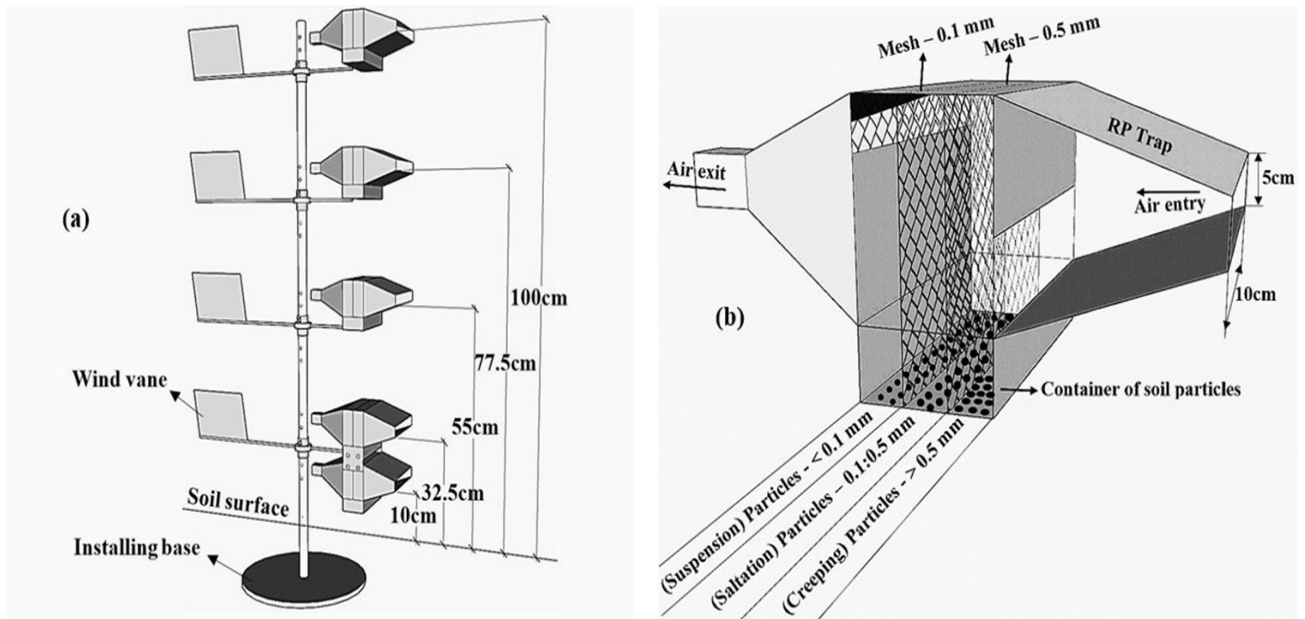 (a)
100cm
77.5cm
Wind vane
55cm
32.5cm
10cm
Soil surface
Installing base
Mesh – 0.1 mm
Mesh – 0.5 mm
RP Trap
Air exit
5cm
Air entry
10cm
(b)
Container of soil particles
(Suspension) Particles - < 0.1 mm
(Saltation) Particles – 0.1:0.5 mm
(Creeping) Particles - > 0.5 mm